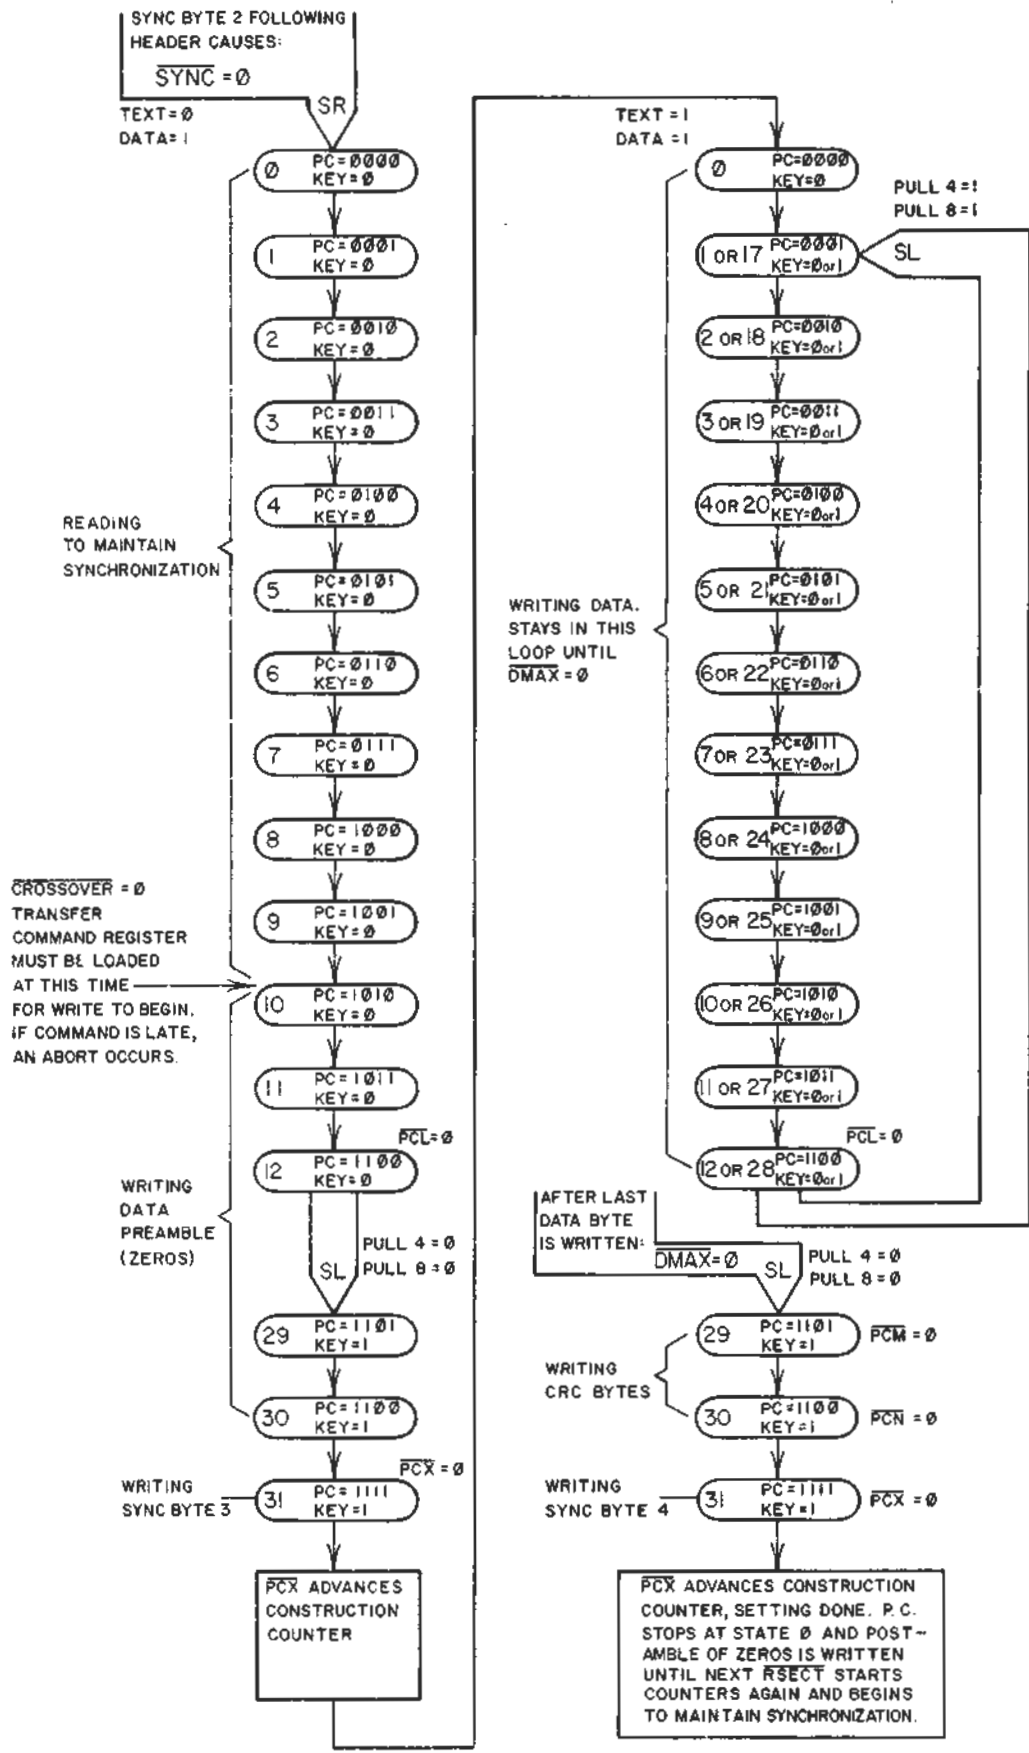 SYNC BYTE 2 FOLLOWING
HEADER CAUSES:
SYNC = Ø
SR
TEXT = Ø
DATA = 1
0 PC = ØØØØ
KEY = Ø
1 PC = ØØØ1
KEY = Ø
2 PC = ØØ1Ø
KEY = Ø
3 PC = ØØ11
KEY = Ø
4 PC = Ø1ØØ
KEY = Ø
5 PC = Ø1Ø1
KEY = Ø
6 PC = Ø11Ø
KEY = Ø
7 PC = Ø111
KEY = Ø
8 PC = 1ØØØ
KEY = Ø
9 PC = 1ØØ1
KEY = Ø
10 PC = 1Ø1Ø
KEY = Ø
11 PC = 1Ø11
KEY = Ø
PCL = Ø
12 PC = 11ØØ
KEY = Ø
PULL 4 = Ø
SL PULL 8 = Ø
29 PC = 11Ø1
KEY = 1
30 PC = 11ØØ
KEY = 1
PCX = Ø
31 PC = 1111
KEY = 1
PCX ADVANCES
CONSTRUCTION
COUNTER
READING
TO MAINTAIN
SYNCHRONIZATION
CROSSOVER = Ø
TRANSFER
COMMAND REGISTER
MUST BE LOADED
AT THIS TIME
FOR WRITE TO BEGIN.
IF COMMAND IS LATE,
AN ABORT OCCURS.
WRITING
DATA
PREAMBLE
(ZEROS)
WRITING
SYNC BYTE 3
TEXT = 1
DATA = 1
Ø PC = ØØØØ
KEY = Ø
PULL 4 = 1
PULL 8 = 1
SL
1 OR 17 PC = ØØØ1
KEY = Ø or 1
2 OR 18 PC = ØØ1Ø
KEY = Ø or 1
3 OR 19 PC = ØØ11
KEY = Ø or 1
4 OR 20 PC = Ø1ØØ
KEY = Ø or 1
5 OR 21 PC = Ø1Ø1
KEY = Ø or 1
6 OR 22 PC = Ø11Ø
KEY = Ø or 1
7 OR 23 PC = Ø111
KEY = Ø or 1
8 OR 24 PC = 1ØØØ
KEY = Ø or 1
9 OR 25 PC = 1ØØ1
KEY = Ø or 1
10 OR 26 PC = 1Ø1Ø
KEY = Ø or 1
11 OR 27 PC = 1Ø11
KEY = Ø or 1
PCL = Ø
12 OR 28 PC = 11ØØ
KEY = Ø or 1
WRITING DATA.
STAYS IN THIS
LOOP UNTIL
DMAX = Ø
AFTER LAST
DATA BYTE
IS WRITTEN:
DMAX = Ø
SL
PULL 4 = Ø
PULL 8 = Ø
29 PC = 11Ø1
KEY = 1
PCM = Ø
WRITING
CRC BYTES
30 PC = 11ØØ
KEY = 1
PCN = Ø
WRITING
SYNC BYTE 4
31 PC = 1111
KEY = 1
PCX = Ø
PCX ADVANCES CONSTRUCTION
COUNTER, SETTING DONE. P. C.
STOPS AT STATE Ø AND POST-
AMBLE OF ZEROS IS WRITTEN
UNTIL NEXT RSECT STARTS
COUNTERS AGAIN AND BEGINS
TO MAINTAIN SYNCHRONIZATION.